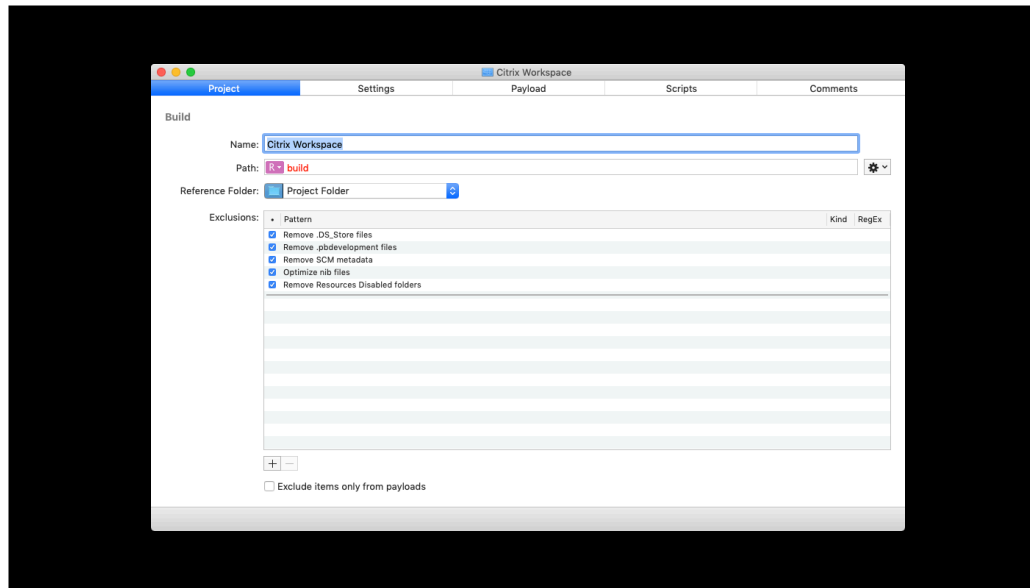 Citrix Workspace
Project Settings Payload Scripts Comments
Build
Name: Citrix Workspace
Path: R build
Reference Folder: Project Folder
Exclusions: • Pattern Kind RegEx
Remove .DS_Store files
Remove .pbdevelopment files
Remove SCM metadata
Optimize nib files
Remove Resources Disabled folders
+ −
Exclude items only from payloads